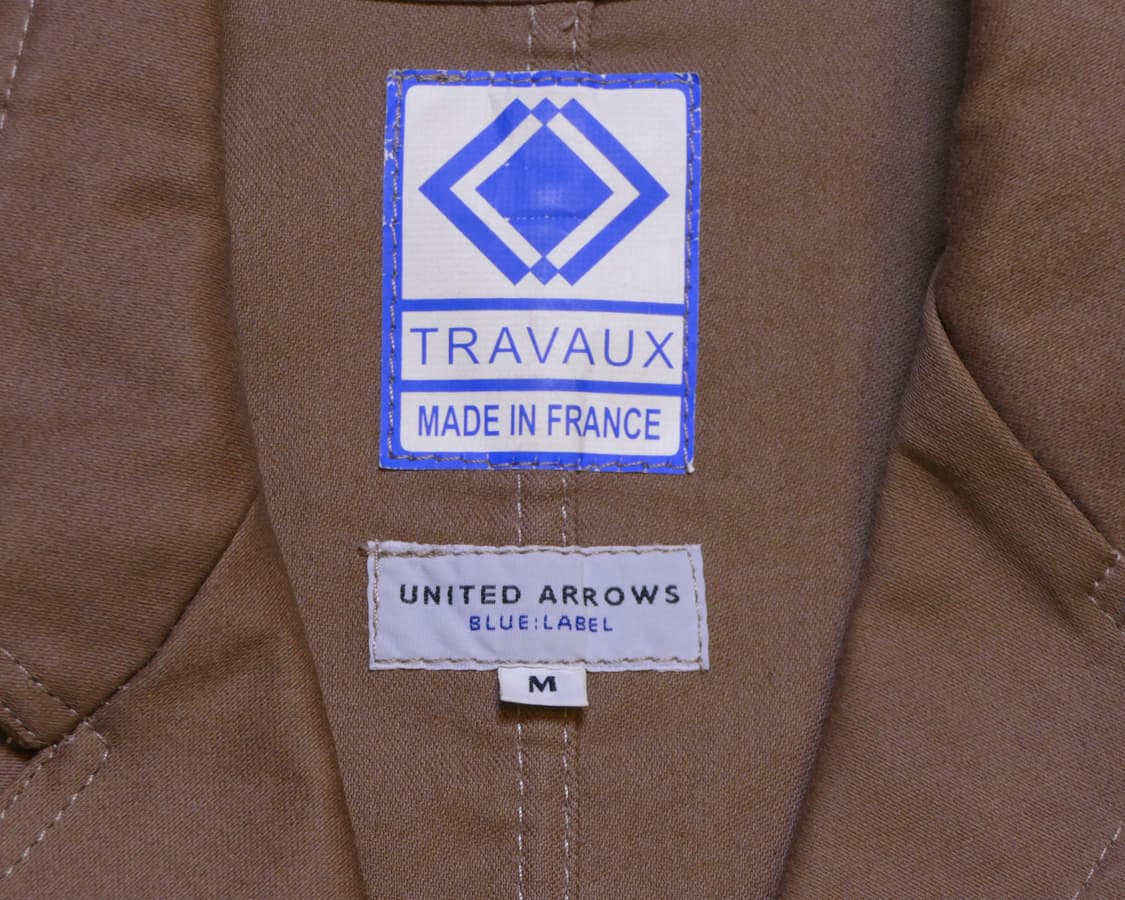 TRAVAUX
MADE IN FRANCE
UNITED ARROWS
BLUE:LABEL
M